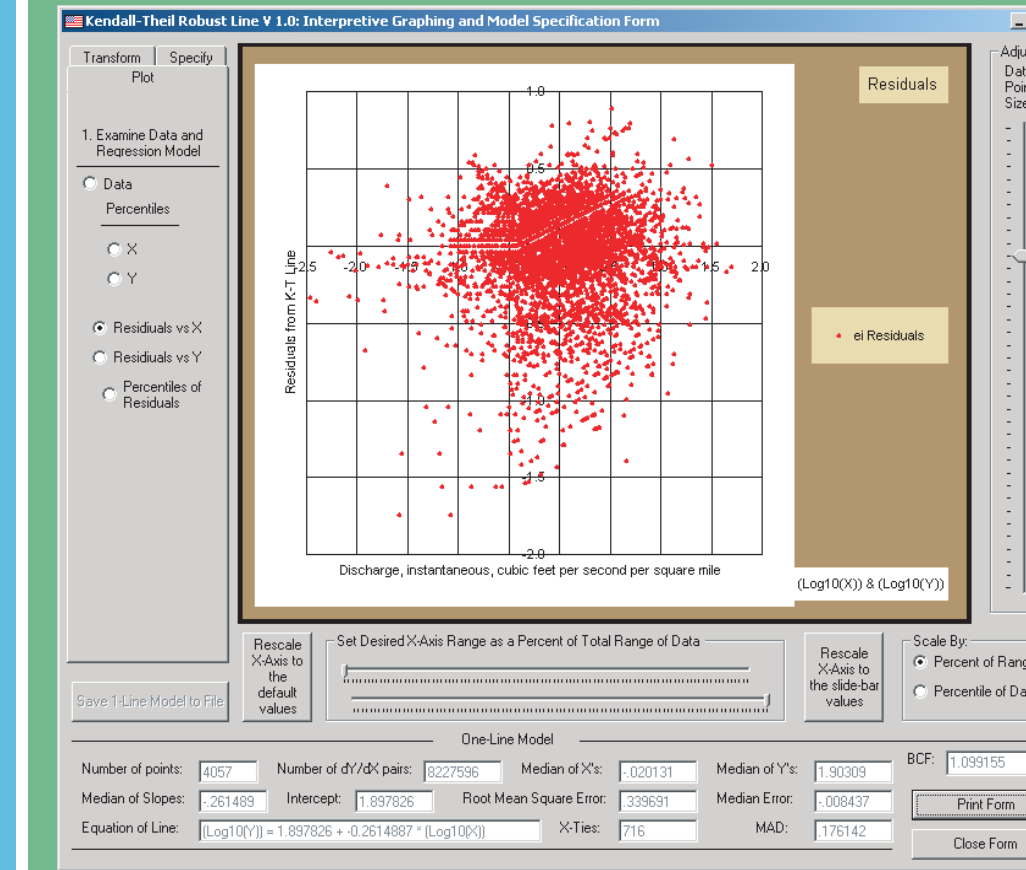 Kendall-Theil Robust Line V 1.0: Interpretive Graphing and Model Specification Form
Transform
Specify
Plot
1. Examine Data and
Regression Model
Data
Percentiles
X
Y
Residiuals vs X
Residiuals vs Y
Percentiles of
Residuals
Residuals
1.0
0.5
-2.5
-2.0
1.5
2.0
-1.0
-1.5
-2.0
Residuals from K-T Line
Discharge, instantaneous, cubic feet per second per square mile
ei Residuals
(Log10(X)) & (Log10(Y))
Rescale
X-Axis to
the
default
values
Set Desired X-Axis Range as a Percent of Total Range of Data
Rescale
X-Axis to
the slide-bar
values
Scale By:
Percent of Rang
Percentile of Da
Adju
Dat
Poin
Size
Save 1-Line Model to File
One-Line Model
Number of points: 4057
Number of dY/dX pairs: 8227596
Median of X's: -.020131
Median of Y's: 1.90309
BCF: 1.099155
Median of Slopes: -.261489
Intercept: 1.897826
Root Mean Square Error: .339691
Median Error: -.008437
Print Form
Equation of Line: (Log10(Y)) = 1.897826 + -0.2614887 * (Log10(X))
X-Ties: 716
MAD: .176142
Close Form